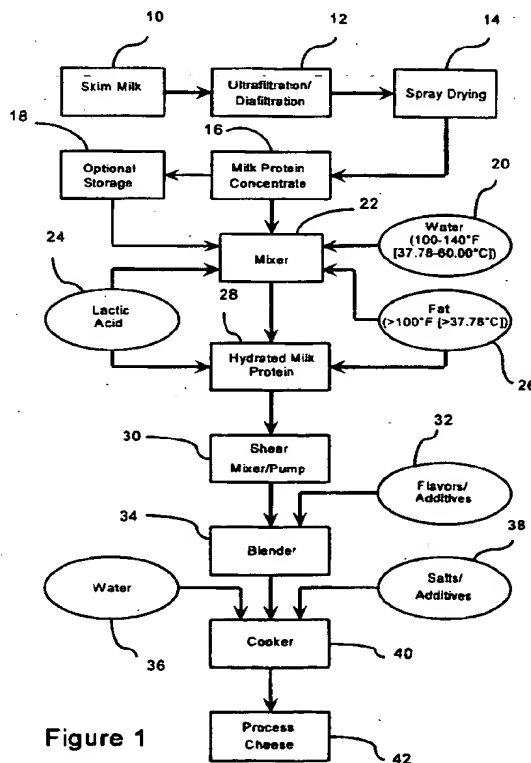 10
12
14
Skim Milk
Ultrafiltration/
Diafiltration
Spray Drying
18
16
20
Optional
Storage
Milk Protein
Concentrate
22
Water
(100-140°F
[37.78-60.00°C])
24
Mixer
Lactic
Acid
28
Fat
(>100°F [>37.78°C])
Hydrated Milk
Protein
26
30
32
Shear
Mixer/Pump
Flavors/
Additives
34
38
Blender
Water
Salts/
Additives
36
Cooker
40
Process
Cheese
Figure 1
42